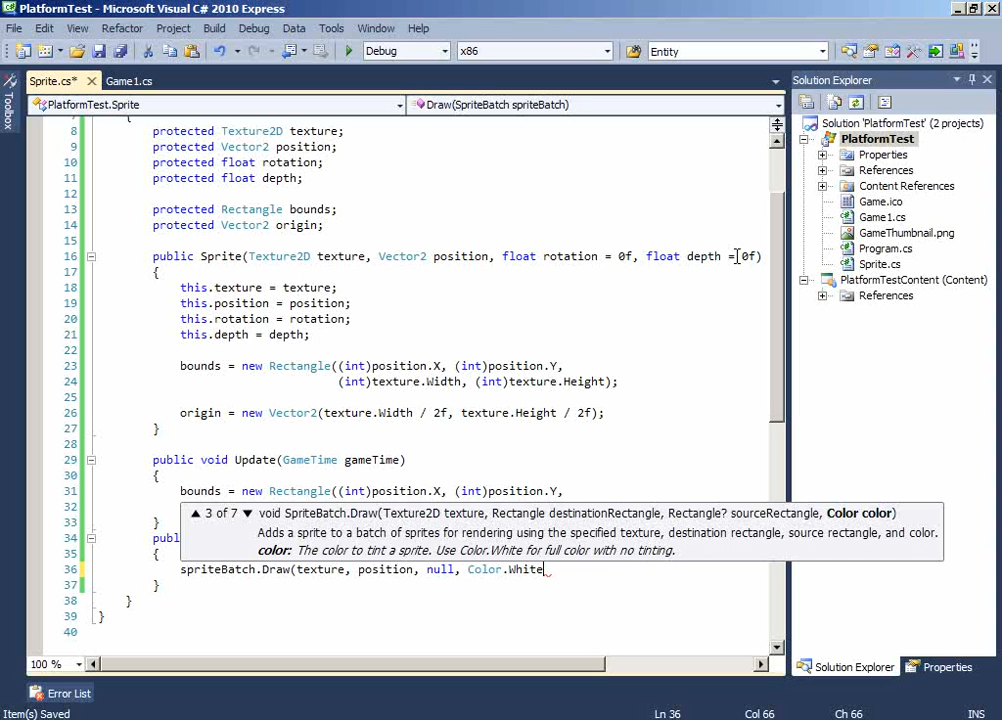 PlatformTest - Microsoft Visual C# 2010 Express
File Edit View Refactor Project Build Debug Data Tools Window Help
Debug x86 Entity
Toolbox
Sprite.cs* Game1.cs
PlatformTest.Sprite Draw(SpriteBatch spriteBatch)
{
8 protected Texture2D texture;
9 protected Vector2 position;
10 protected float rotation;
11 protected float depth;
12
13 protected Rectangle bounds;
14 protected Vector2 origin;
15
16 public Sprite(Texture2D texture, Vector2 position, float rotation = 0f, float depth = 0f)
17 {
18 this.texture = texture;
19 this.position = position;
20 this.rotation = rotation;
21 this.depth = depth;
22
23 bounds = new Rectangle((int)position.X, (int)position.Y,
24 (int)texture.Width, (int)texture.Height);
25
26 origin = new Vector2(texture.Width / 2f, texture.Height / 2f);
27 }
28
29 public void Update(GameTime gameTime)
30 {
31 bounds = new Rectangle((int)position.X, (int)position.Y,
32
33 }
34 pu
35 {
36 spriteBatch.Draw(texture, position, null, Color.White
37 }
38 }
39 }
40
3 of 7 void SpriteBatch.Draw(Texture2D texture, Rectangle destinationRectangle, Rectangle? sourceRectangle, Color color)
Adds a sprite to a batch of sprites for rendering using the specified texture, destination rectangle, source rectangle, and color.
color: The color to tint a sprite. Use Color.White for full color with no tinting.
100 %
Solution Explorer
Solution 'PlatformTest' (2 projects)
PlatformTest
Properties
References
Content References
Game.ico
Game1.cs
GameThumbnail.png
Program.cs
Sprite.cs
PlatformTestContent (Content)
References
Solution Explorer Properties
Error List
Item(s) Saved Ln 36 Col 66 Ch 66 INS